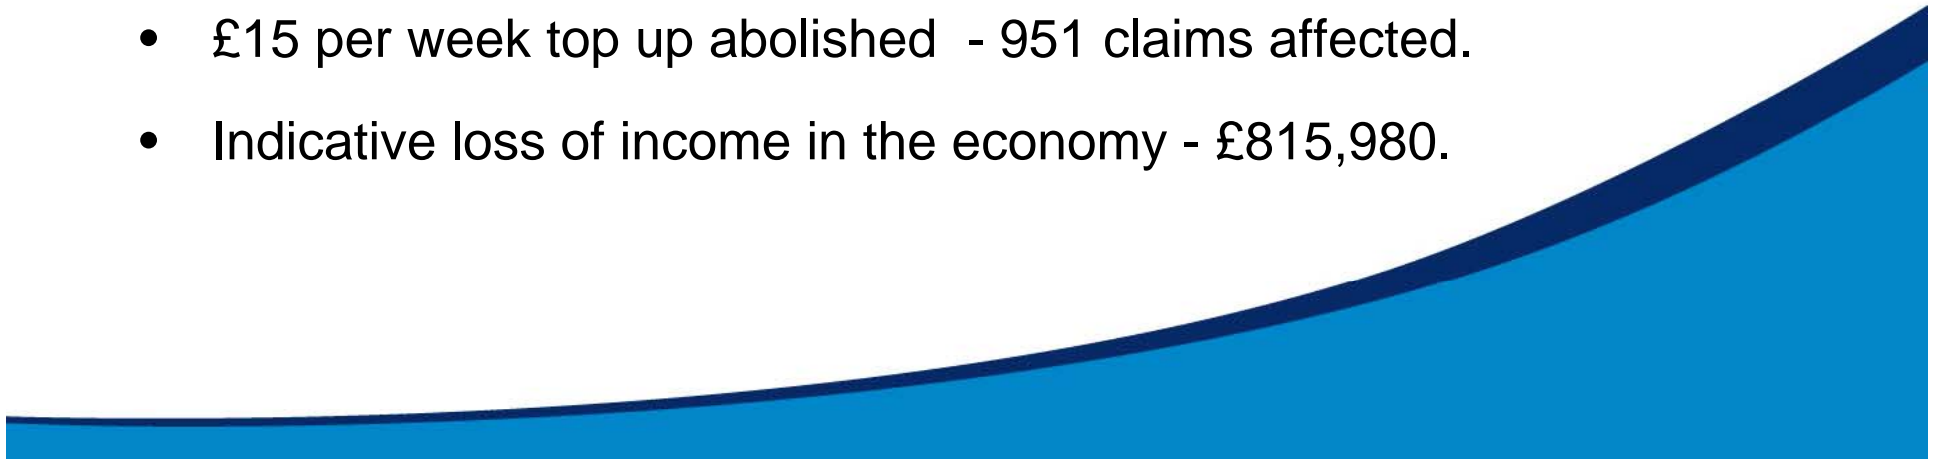 • £15 per week top up abolished  - 951 claims affected.
• Indicative loss of income in the economy - £815,980.